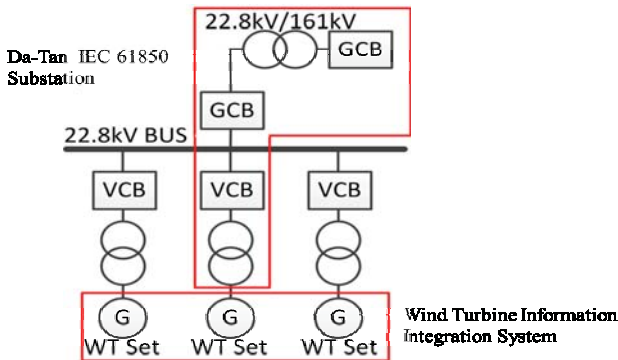 22.8kV/161kV
GCB
Da-Tan IEC 61850
Substation
GCB
22.8kV BUS
VCB VCB VCB
G G G
WT Set WT Set WT Set
Wind Turbine Information
Integration System